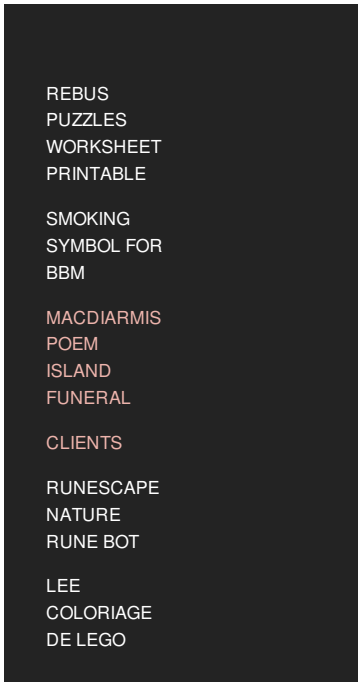 REBUS
PUZZLES
WORKSHEET
PRINTABLE
SMOKING
SYMBOL FOR
BBM
MACDIARMIS
POEM
ISLAND
FUNERAL
CLIENTS
RUNESCAPE
NATURE
RUNE BOT
LEE
COLORIAGE
DE LEGO